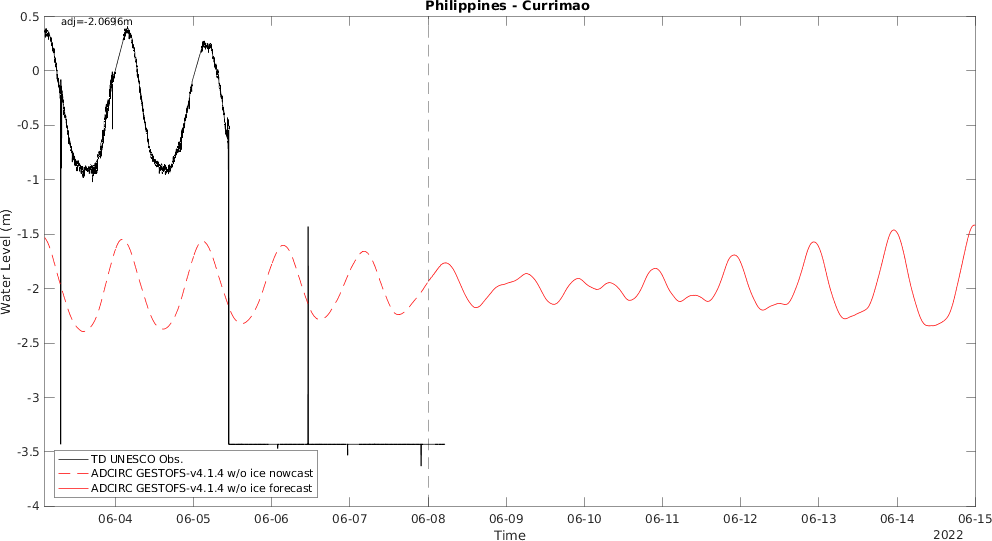 Philippines - Currimao
adj=-2.0696m
0.5
0
-0.5
-1
-1.5
-2
-2.5
-3
-3.5
-4
Water Level (m)
TD UNESCO Obs.
ADCIRC GESTOFS-v4.1.4 w/o ice nowcast
ADCIRC GESTOFS-v4.1.4 w/o ice forecast
06-04 06-05 06-06 06-07 06-08 06-09 06-10 06-11 06-12 06-13 06-14 06-15
Time
2022